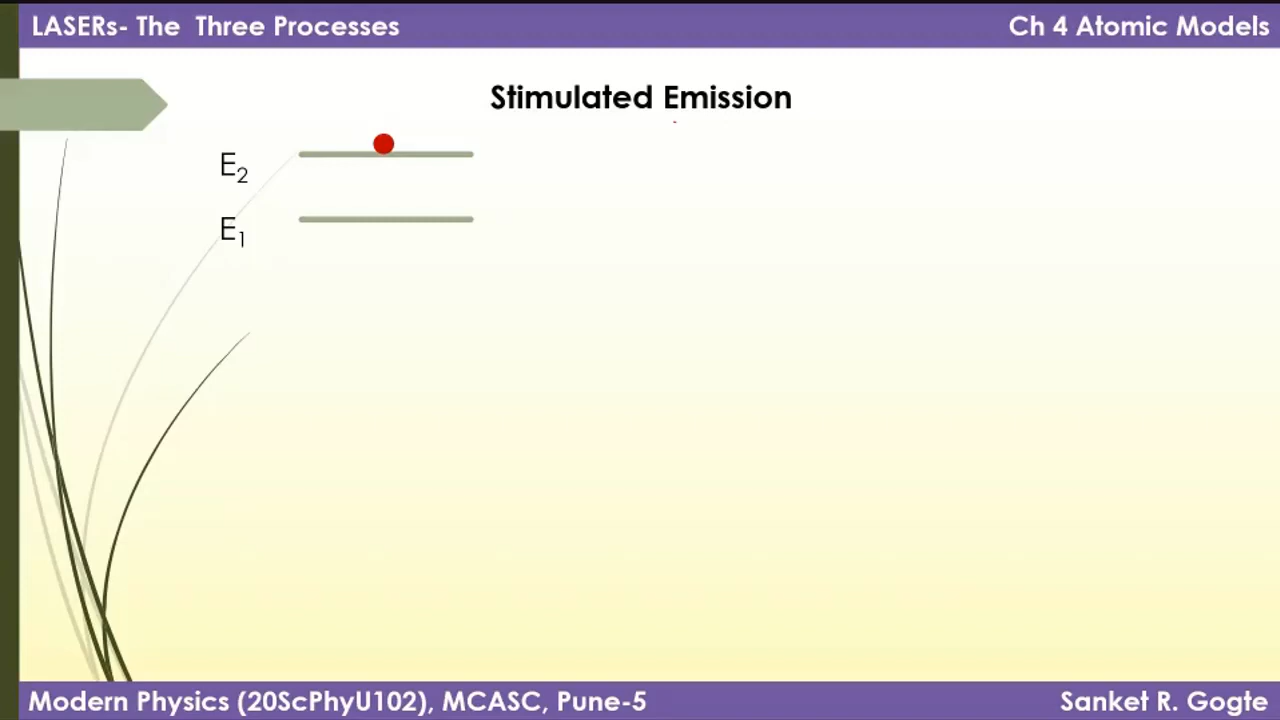 LASERs- The  Three Processes
Ch 4 Atomic Models
Stimulated Emission
E2
E1
Modern Physics (20ScPhyU102), MCASC, Pune-5
Sanket R. Gogte